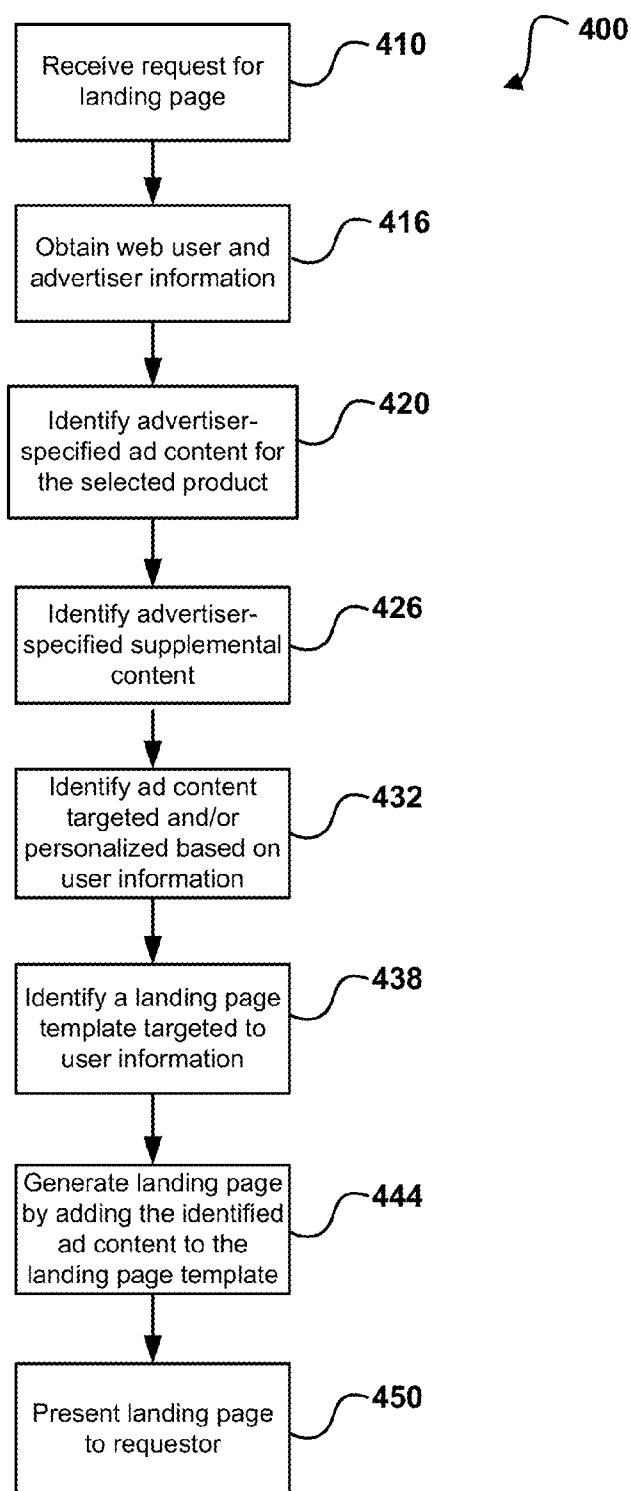 400
Receive request for
landing page
410
Obtain web user and
advertiser information
416
Identify advertiser-
specified ad content for
the selected product
420
Identify advertiser-
specified supplemental
content
426
Identify ad content
targeted and/or
personalized based on
user information
432
Identify a landing page
template targeted to
user information
438
Generate landing page
by adding the identified
ad content to the
landing page template
444
Present landing page
to requestor
450